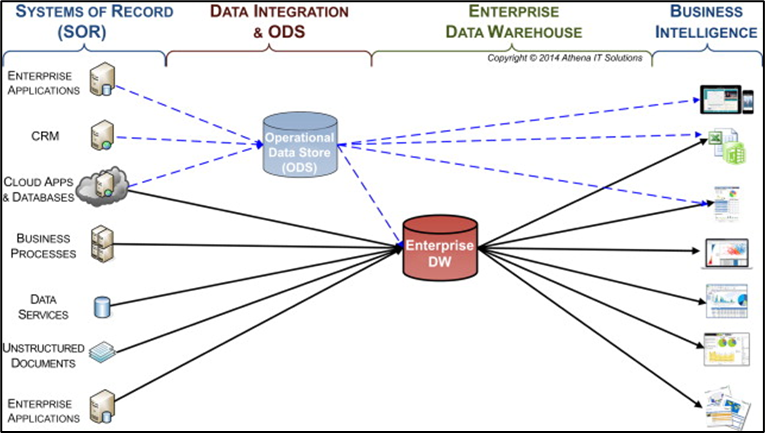 SYSTEMS OF RECORD
(SOR)
DATA INTEGRATION
& ODS
ENTERPRISE
DATA WAREHOUSE
BUSINESS
INTELLIGENCE
Copyright © 2014 Athena IT Solutions
ENTERPRISE
APPLICATIONS
CRM
CLOUD APPS
& DATABASES
BUSINESS
PROCESSES
DATA
SERVICES
UNSTRUCTURED
DOCUMENTS
ENTERPRISE
APPLICATIONS
Operational
Data Store
(ODS)
Enterprise
DW